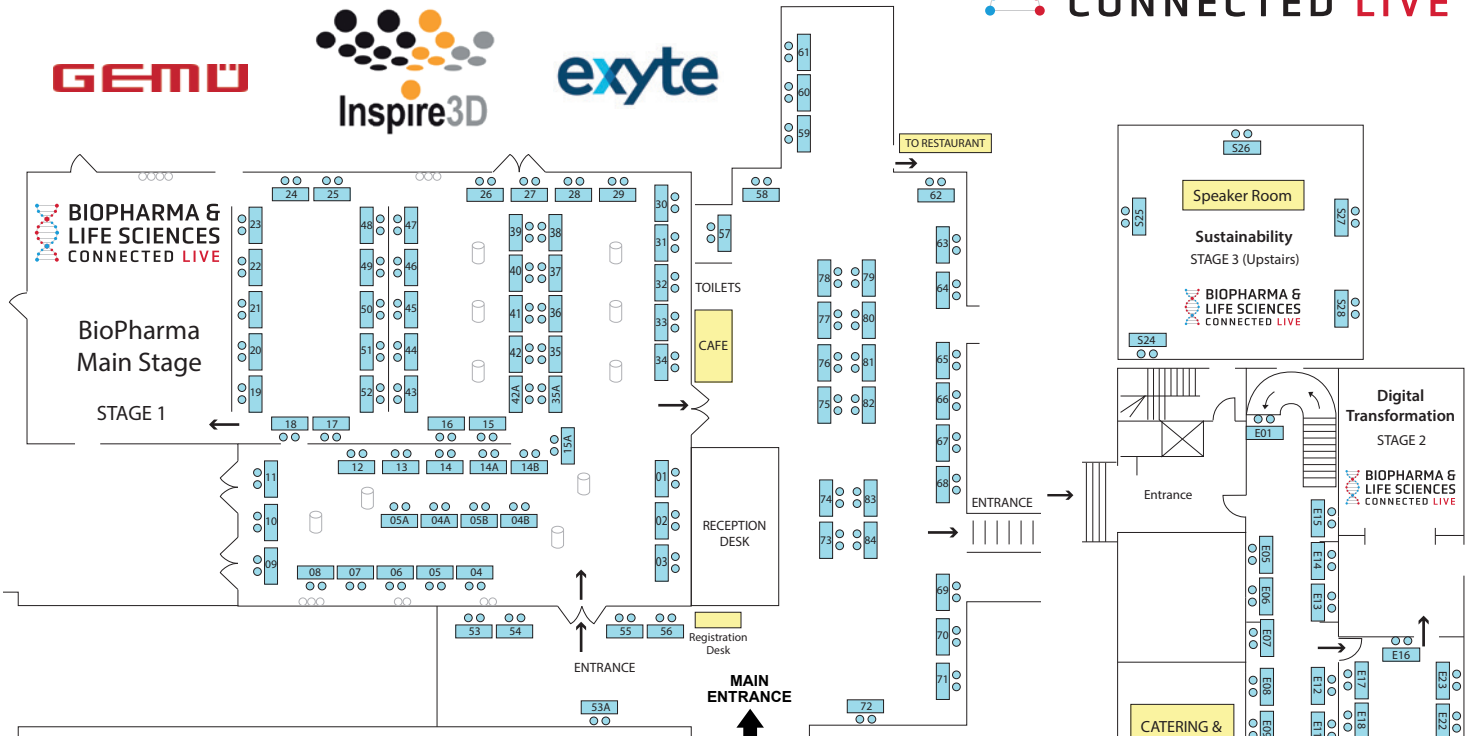 CONNECTED LIVE
GEMÜ
Inspire3D
exyte
61
60
59
TO RESTAURANT
24
25
26
27
28
29
58
62
30
31
32
33
34
57
TOILETS
CAFE
BIOPHARMA &
LIFE SCIENCES
CONNECTED LIVE
BioPharma
Main Stage
STAGE 1
23
22
21
20
19
48
49
50
51
52
47
46
45
44
43
39
40
41
42
42A
38
37
36
35
35A
18
17
16
15
15A
12
13
14
14A
14B
11
10
09
05A
04A
05B
04B
08
07
06
05
04
01
02
03
RECEPTION
DESK
53
54
55
56
Registration
Desk
ENTRANCE
53A
MAIN
ENTRANCE
72
63
64
65
66
67
68
78
77
76
75
79
80
81
82
74
73
83
84
69
70
71
ENTRANCE
S26
Speaker Room
S25
S27
Sustainability
STAGE 3 (Upstairs)
BIOPHARMA &
LIFE SCIENCES
CONNECTED LIVE
S28
S24
E01
Digital
Transformation
STAGE 2
BIOPHARMA &
LIFE SCIENCES
CONNECTED LIVE
Entrance
E15
E14
E13
E05
E06
E07
E08
E09
E12
E11
E16
E17
E18
E23
E22
CATERING &